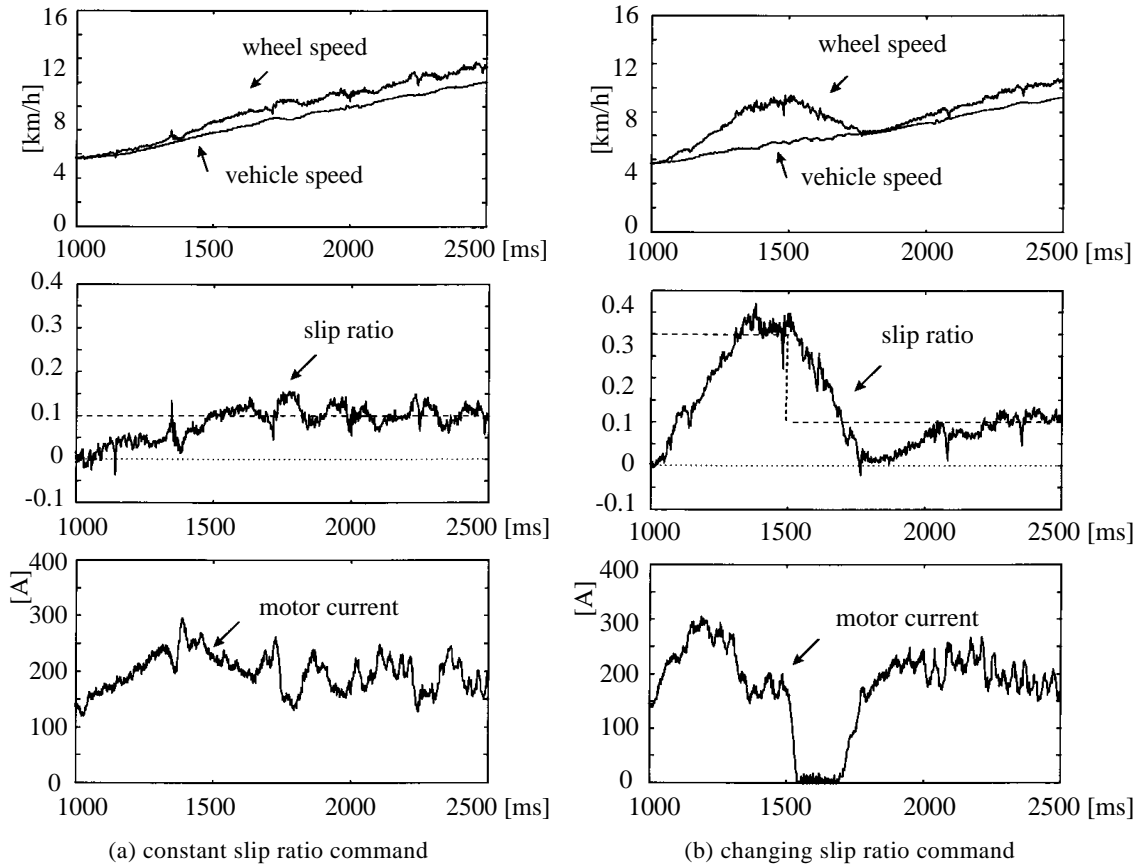 16
12
8
4
0
[km/h]
wheel speed
vehicle speed
1000 1500 2000 2500 [ms]
0.4
0.3
0.2
0.1
0
-0.1
slip ratio
1000 1500 2000 2500 [ms]
400
300
200
100
0
[A]
motor current
1000 1500 2000 2500 [ms]
(a) constant slip ratio command
16
12
8
4
0
[km/h]
wheel speed
vehicle speed
1000 1500 2000 2500 [ms]
0.4
0.3
0.2
0.1
0
-0.1
slip ratio
1000 1500 2000 2500 [ms]
400
300
200
100
0
[A]
motor current
1000 1500 2000 2500 [ms]
(b) changing slip ratio command